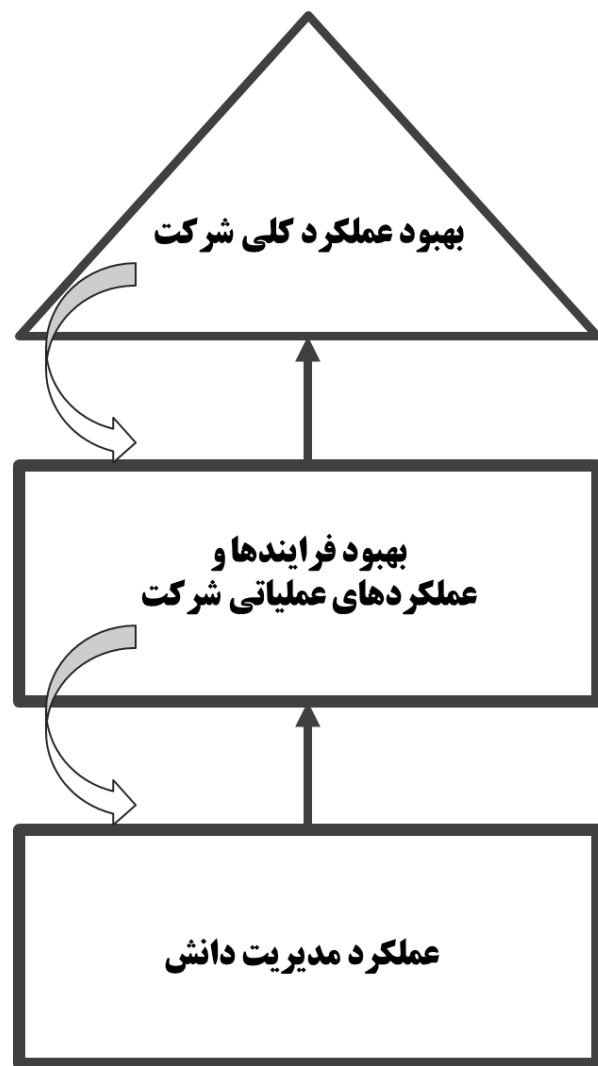 بهبود عملکرد کلی شرکت
بهبود فرایندها و
عملکردهای عملیاتی شرکت
عملکرد مدیریت دانش